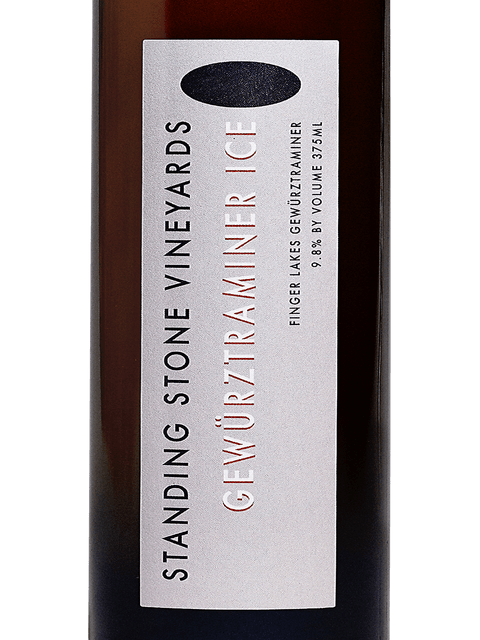 STANDING STONE VINEYARDS
GEWÜRZTRAMINER ICE
FINGER LAKES GEWÜRZTRAMINER
9.8% BY VOLUME 375ML